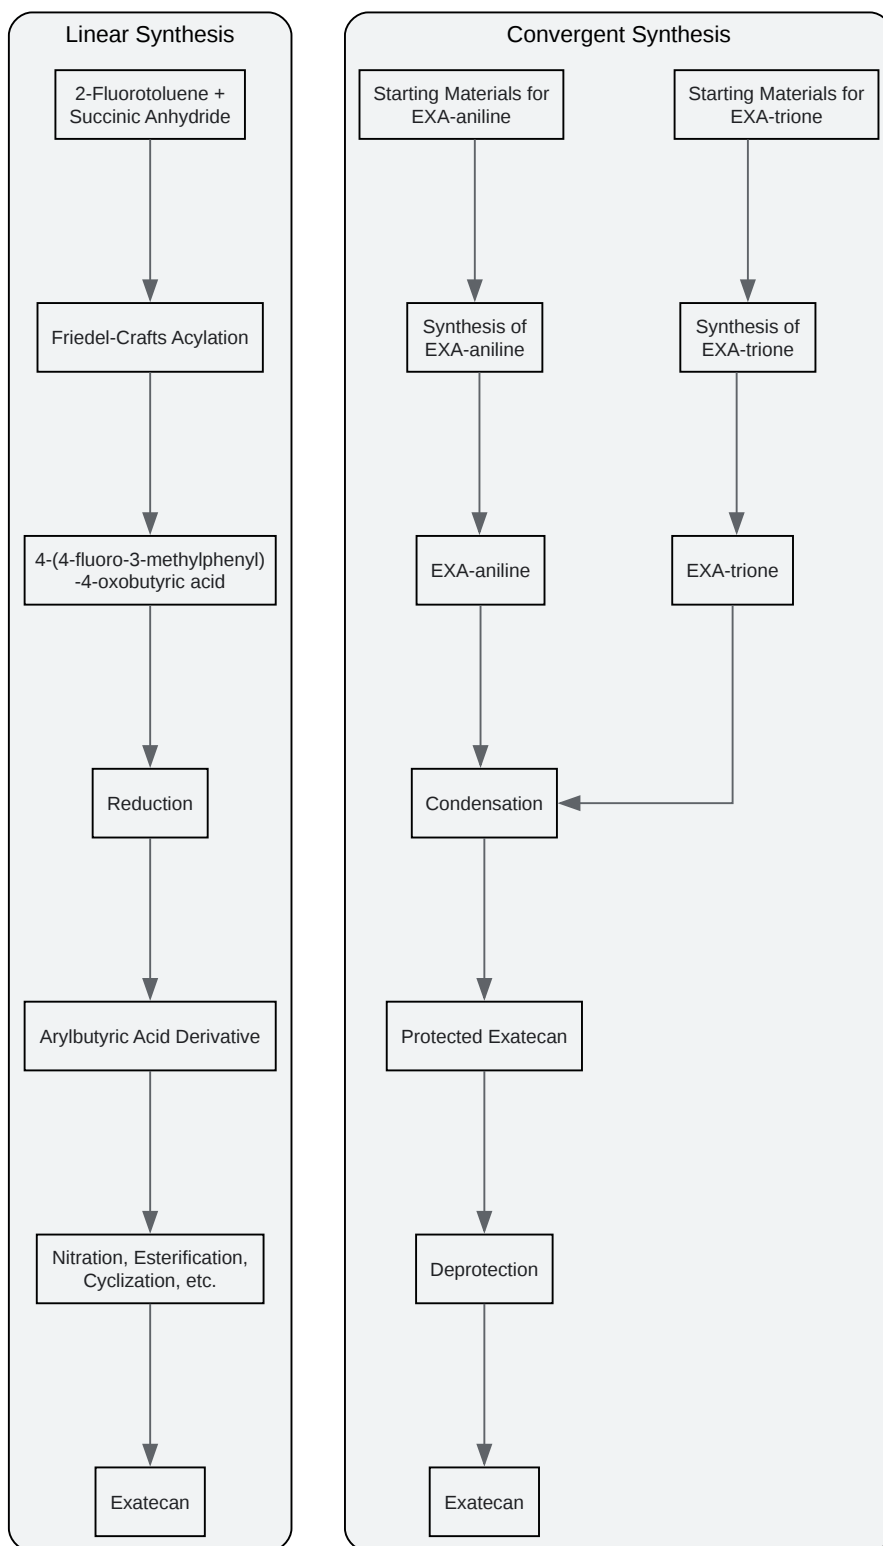 Linear Synthesis
2-Fluorotoluene +
Succinic Anhydride
Friedel-Crafts Acylation
4-(4-fluoro-3-methylphenyl)
-4-oxobutyric acid
Reduction
Arylbutyric Acid Derivative
Nitration, Esterification,
Cyclization, etc.
Exatecan
Convergent Synthesis
Starting Materials for
EXA-aniline
Starting Materials for
EXA-trione
Synthesis of
EXA-aniline
Synthesis of
EXA-trione
EXA-aniline
EXA-trione
Condensation
Protected Exatecan
Deprotection
Exatecan